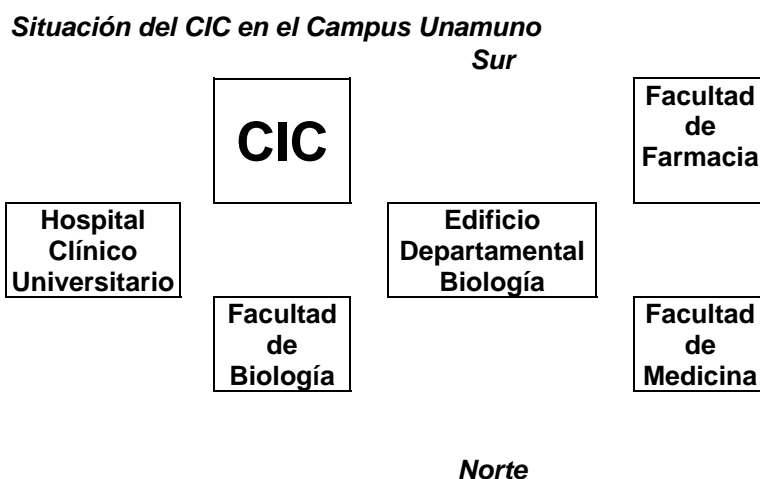 Situación del CIC en el Campus Unamuno
Sur
CIC
Facultad
de
Farmacia
Hospital
Clínico
Universitario
Edificio
Departamental
Biología
Facultad
de
Biología
Facultad
de
Medicina
Norte